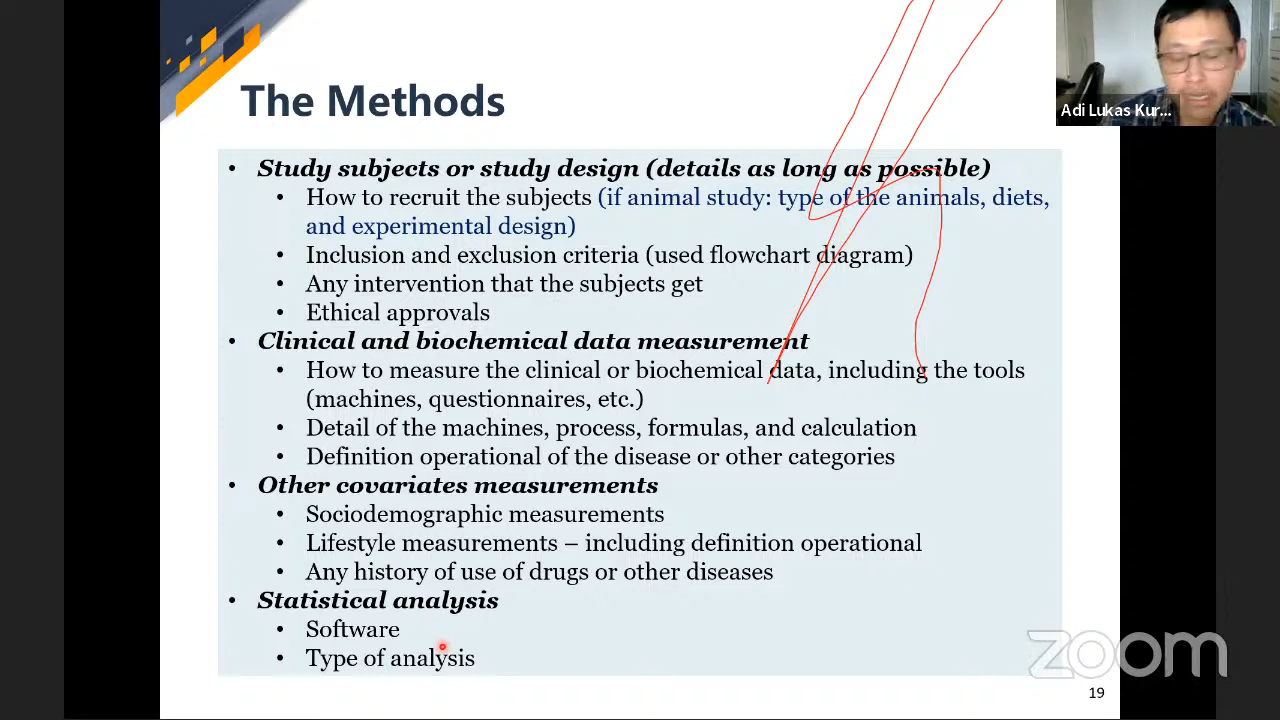 The Methods
Adi Lukas Kur...
• Study subjects or study design (details as long as possible)
• How to recruit the subjects (if animal study: type of the animals, diets,
and experimental design)
• Inclusion and exclusion criteria (used flowchart diagram)
• Any intervention that the subjects get
• Ethical approvals
• Clinical and biochemical data measurement
• How to measure the clinical or biochemical data, including the tools
(machines, questionnaires, etc.)
• Detail of the machines, process, formulas, and calculation
• Definition operational of the disease or other categories
• Other covariates measurements
• Sociodemographic measurements
• Lifestyle measurements – including definition operational
• Any history of use of drugs or other diseases
• Statistical analysis
• Software
• Type of analysis
zoom
19